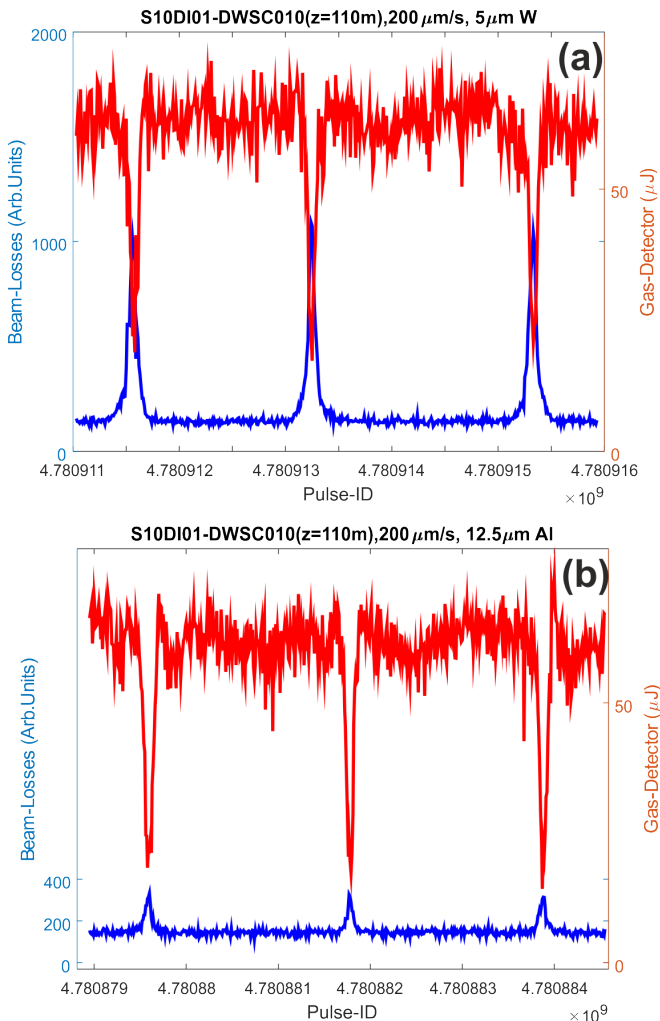 S10DI01-DWSC010(z=110m),200 μm/s, 5μm W
(a)
2000
1000
0
Beam-Losses (Arb.Units)
50
0
Gas-Detector (μJ)
4.780911 4.780912 4.780913 4.780914 4.780915 4.780916
Pulse-ID
×10⁹
S10DI01-DWSC010(z=110m),200 μm/s, 12.5μm Al
(b)
400
200
0
Beam-Losses (Arb.Units)
50
0
Gas-Detector (μJ)
4.780879 4.78088 4.780881 4.780882 4.780883 4.780884
Pulse-ID
×10⁹